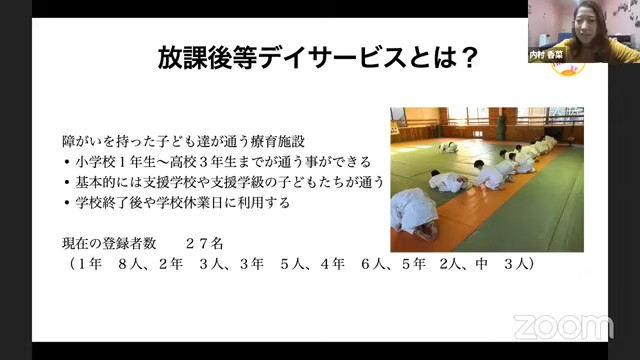 放課後等デイサービスとは？
内村 香菜
障がいを持った子ども達が通う療育施設
• 小学校１年生～高校３年生までが通う事ができる
• 基本的には支援学校や支援学級の子どもたちが通う
• 学校終了後や学校休業日に利用する
現在の登録者数　２７名
（１年　８人、２年　３人、３年　５人、４年　６人、５年　2人、中　３人）
zoom